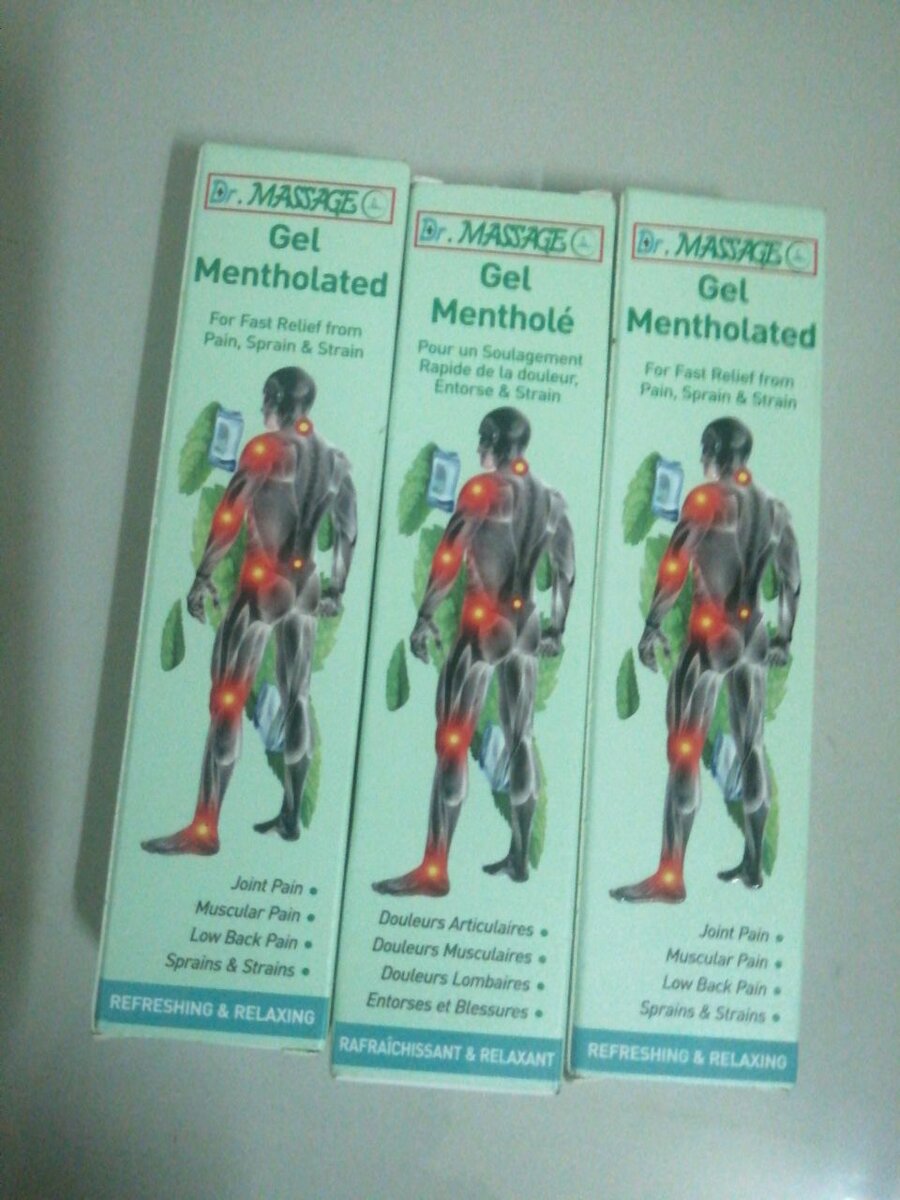 Dr. MASSAGE
Gel
Mentholated
For Fast Relief from
Pain, Sprain & Strain
Joint Pain •
Muscular Pain •
Low Back Pain •
Sprains & Strains •
REFRESHING & RELAXING
Dr. MASSAGE
Gel
Mentholé
Pour un Soulagement
Rapide de la douleur,
Entorse & Strain
Douleurs Articulaires •
Douleurs Musculaires •
Douleurs Lombaires •
Entorses et Blessures •
RAFRAÎCHISSANT & RELAXANT
Dr. MASSAGE
Gel
Mentholated
For Fast Relief from
Pain, Sprain & Strain
Joint Pain •
Muscular Pain •
Low Back Pain •
Sprains & Strains •
REFRESHING & RELAXING